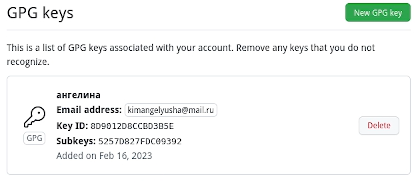 GPG keys
New GPG key
This is a list of GPG keys associated with your account. Remove any keys that you do not
recognize.
ангелина
Email address: kimangelyusha@mail.ru
Key ID: 8D9012D8CCBD3B5E
GPG
Subkeys: 5257D827FDC09392
Delete
Added on Feb 16, 2023